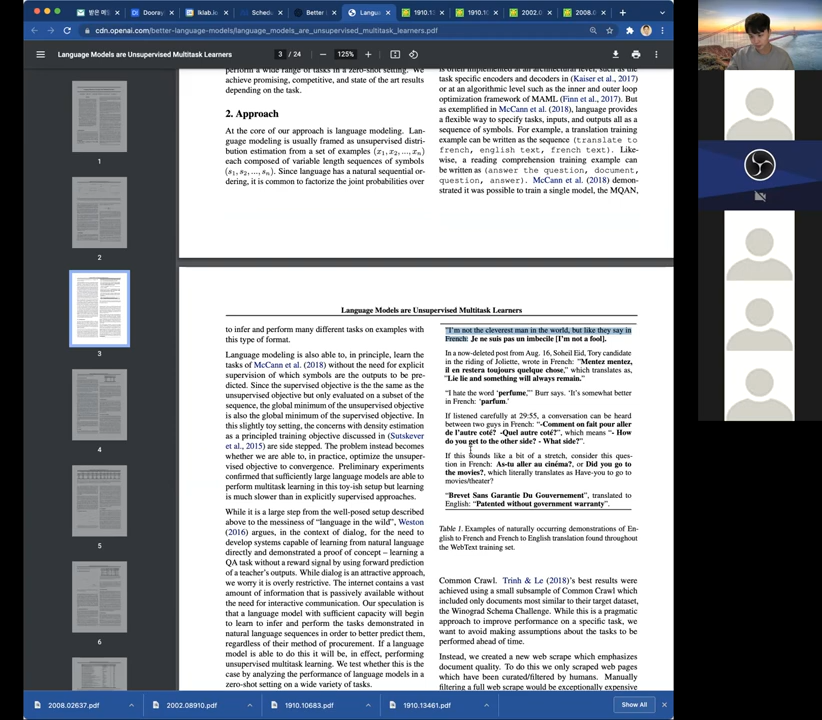 Dooray
lklab.io
Schedu
Better
Langu
1910.13
1910.10
2002.0
2008.0
cdn.openai.com/better-language-models/language_models_are_unsupervised_multitask_learners.pdf
Language Models are Unsupervised Multitask Learners
3 / 24
125%
1
2
3
4
5
6
perform a wide range of tasks in a zero-shot setting. We
achieve promising, competitive, and state of the art results
depending on the task.
2. Approach
At the core of our approach is language modeling. Lan-
guage modeling is usually framed as unsupervised distri-
bution estimation from a set of examples (x1, x2, ..., xn)
each composed of variable length sequences of symbols
(s1, s2, ..., sn). Since language has a natural sequential or-
dering, it is common to factorize the joint probabilities over
is often implemented at an architectural level, such as the
task specific encoders and decoders in (Kaiser et al., 2017)
or at an algorithmic level such as the inner and outer loop
optimization framework of MAML (Finn et al., 2017). But
as exemplified in McCann et al. (2018), language provides
a flexible way to specify tasks, inputs, and outputs all as a
sequence of symbols. For example, a translation training
example can be written as the sequence (translate to
french, english text, french text). Like-
wise, a reading comprehension training example can
be written as (answer the question, document,
question, answer). McCann et al. (2018) demon-
strated it was possible to train a single model, the MQAN,
Language Models are Unsupervised Multitask Learners
to infer and perform many different tasks on examples with
this type of format.
Language modeling is also able to, in principle, learn the
tasks of McCann et al. (2018) without the need for explicit
supervision of which symbols are the outputs to be pre-
dicted. Since the supervised objective is the the same as the
unsupervised objective but only evaluated on a subset of the
sequence, the global minimum of the unsupervised objective
is also the global minimum of the supervised objective. In
this slightly toy setting, the concerns with density estimation
as a principled training objective discussed in (Sutskever
et al., 2015) are side stepped. The problem instead becomes
whether we are able to, in practice, optimize the unsuper-
vised objective to convergence. Preliminary experiments
confirmed that sufficiently large language models are able to
perform multitask learning in this toy-ish setup but learning
is much slower than in explicitly supervised approaches.
While it is a large step from the well-posed setup described
above to the messiness of “language in the wild”, Weston
(2016) argues, in the context of dialog, for the need to
develop systems capable of learning from natural language
directly and demonstrated a proof of concept – learning a
QA task without a reward signal by using forward prediction
of a teacher's outputs. While dialog is an attractive approach,
we worry it is overly restrictive. The internet contains a vast
amount of information that is passively available without
the need for interactive communication. Our speculation is
that a language model with sufficient capacity will begin
to learn to infer and perform the tasks demonstrated in
natural language sequences in order to better predict them,
regardless of their method of procurement. If a language
model is able to do this it will be, in effect, performing
unsupervised multitask learning. We test whether this is the
case by analyzing the performance of language models in a
zero-shot setting on a wide variety of tasks.
"I'm not the cleverest man in the world, but like they say in
French: Je ne suis pas un imbecile [I'm not a fool].
In a now-deleted post from Aug. 16, Soheil Eid, Tory candidate
in the riding of Joliette, wrote in French: "Mentez mentez,
il en restera toujours quelque chose," which translates as,
"Lie lie and something will always remain."
"I hate the word 'perfume,'" Burr says. 'It's somewhat better
in French: 'parfum.'
If listened carefully at 29:55, a conversation can be heard
between two guys in French: "-Comment on fait pour aller
de l'autre coté? -Quel autre coté?", which means "- How
do you get to the other side? - What side?".
If this sounds like a bit of a stretch, consider this ques-
tion in French: As-tu aller au cinéma?, or Did you go to
the movies?, which literally translates as Have-you to go to
movies/theater?
"Brevet Sans Garantie Du Gouvernement", translated to
English: "Patented without government warranty".
Table 1. Examples of naturally occurring demonstrations of En-
glish to French and French to English translation found throughout
the WebText training set.
Common Crawl. Trinh & Le (2018)'s best results were
achieved using a small subsample of Common Crawl which
included only documents most similar to their target dataset,
the Winograd Schema Challenge. While this is a pragmatic
approach to improve performance on a specific task, we
want to avoid making assumptions about the tasks to be
performed ahead of time.
Instead, we created a new web scrape which emphasizes
document quality. To do this we only scraped web pages
which have been curated/filtered by humans. Manually
filtering a full web scrape would be exceptionally expensive
2008.02637.pdf
2002.08910.pdf
1910.10683.pdf
1910.13461.pdf
Show All